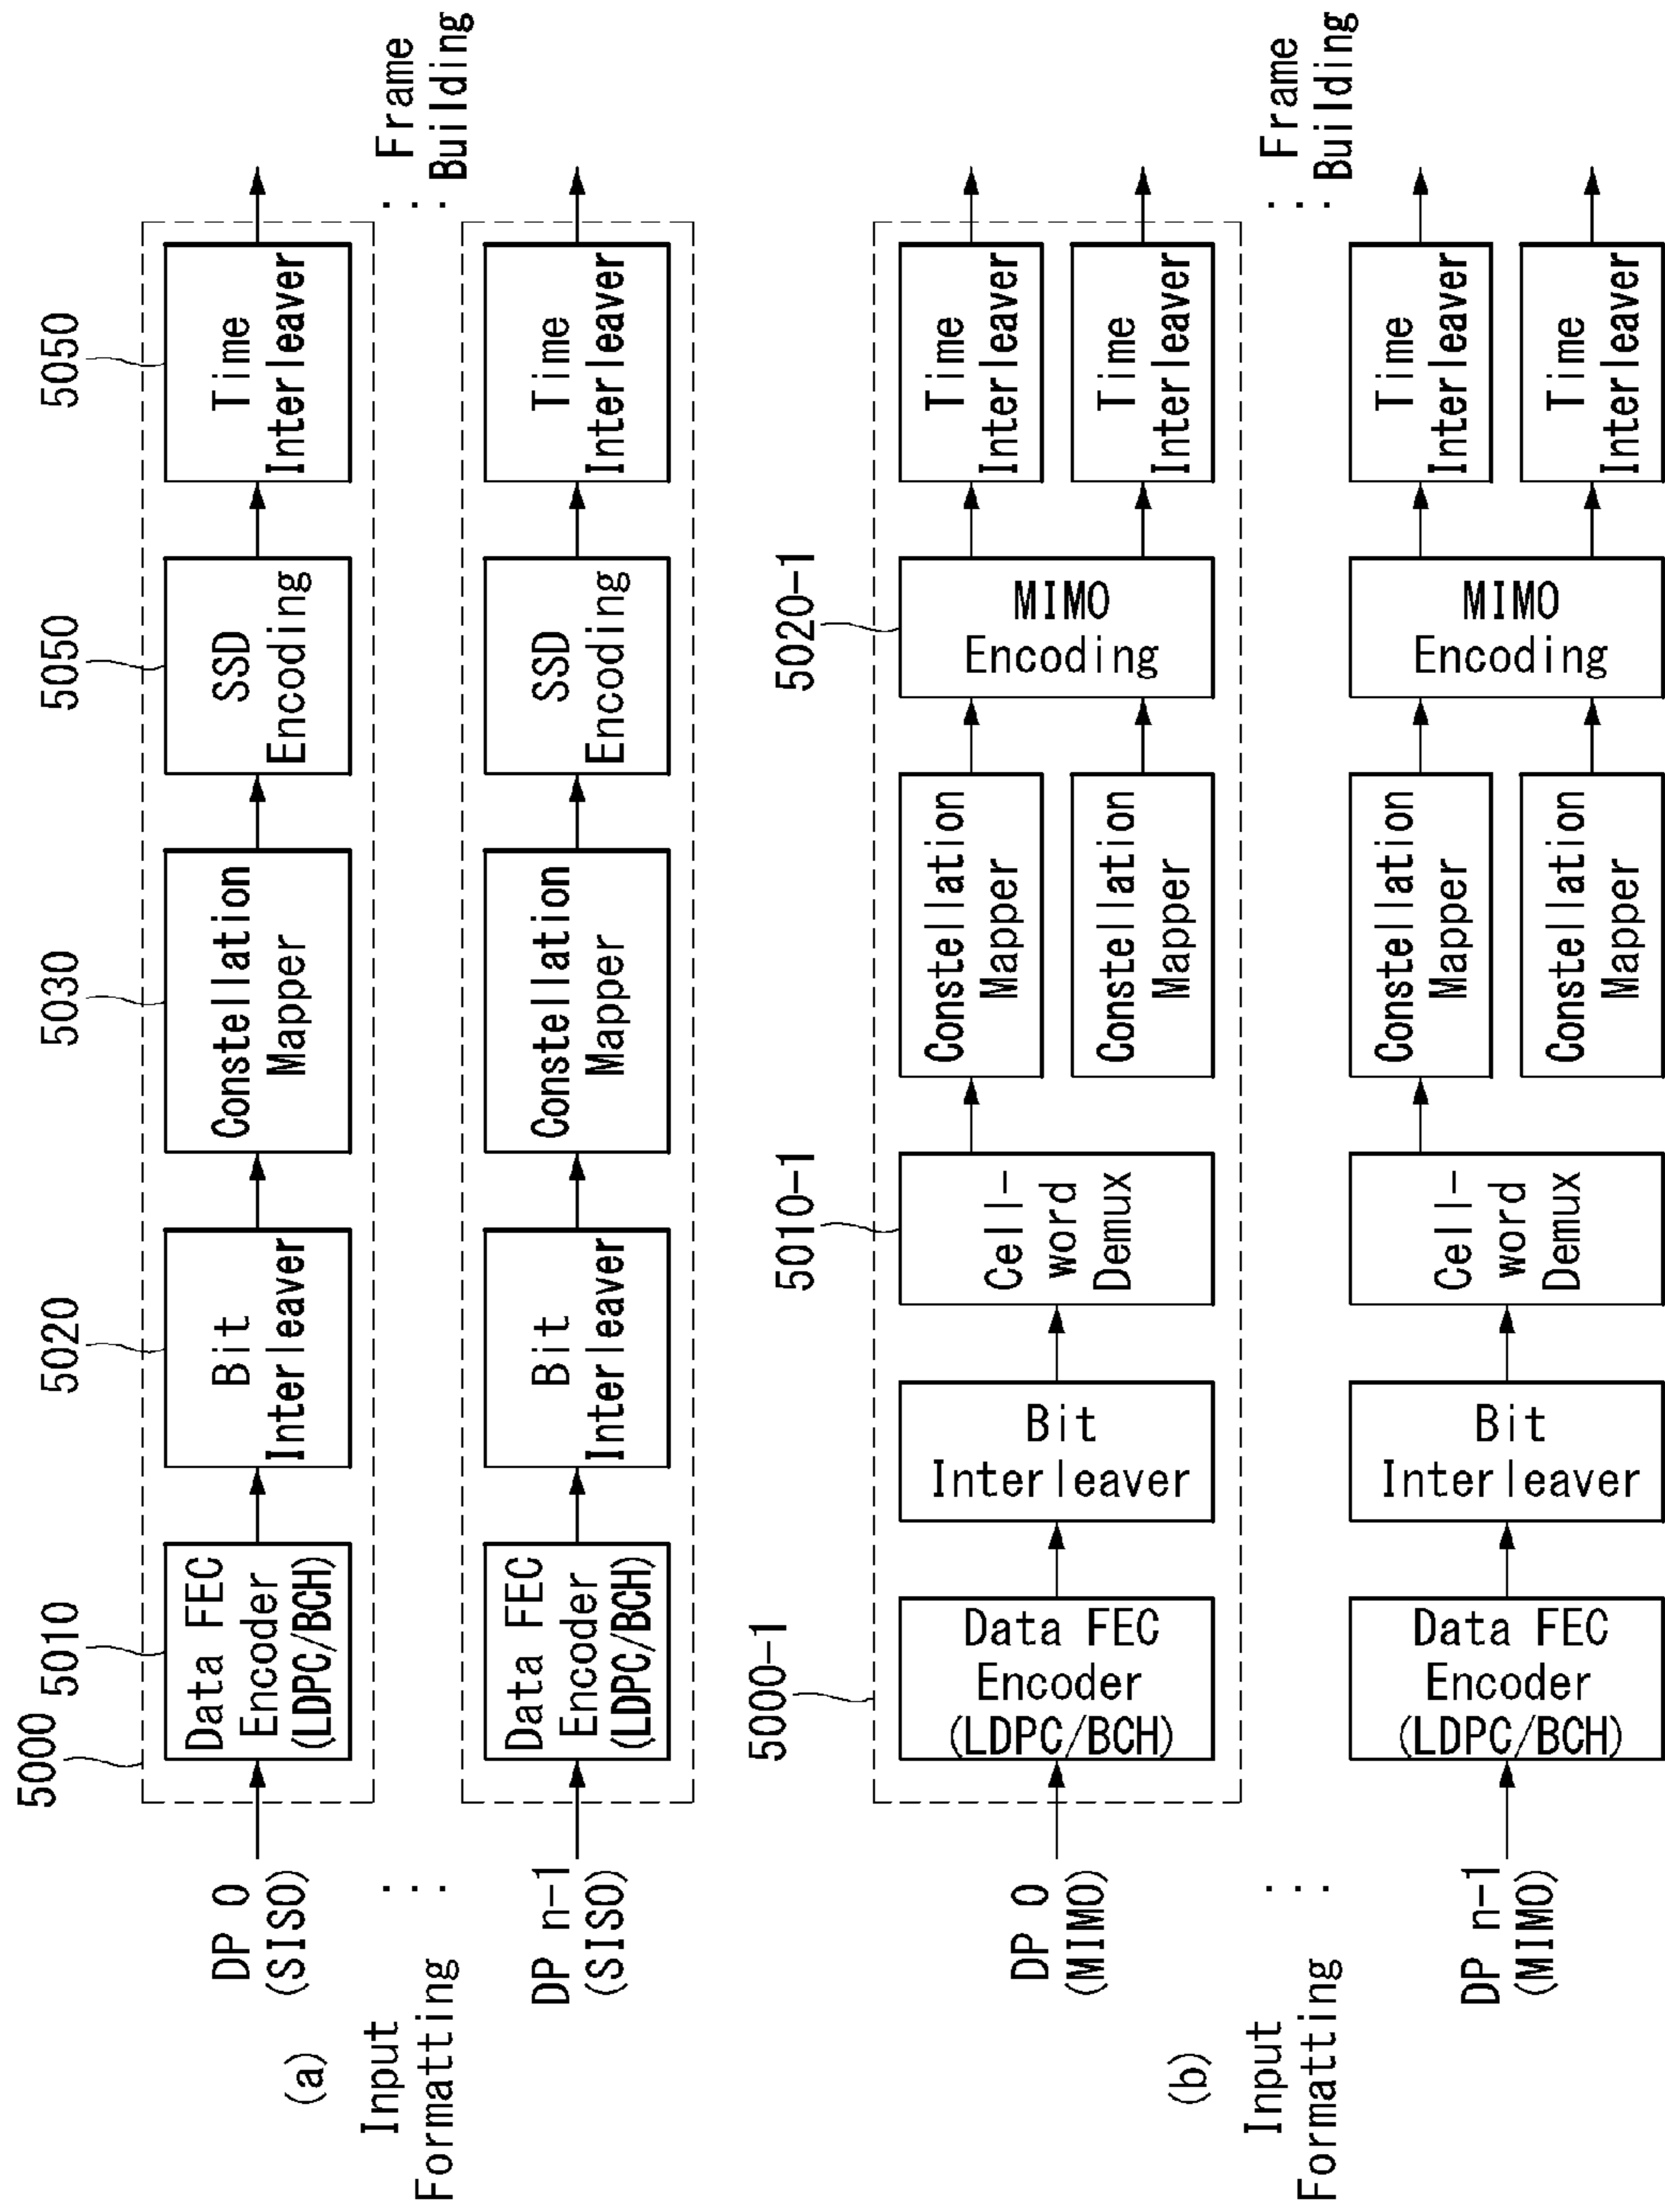 (a)
Input
Formatting
DP 0
(SISO)
...
DP n-1
(SISO)
5000
5010
Data FEC
Encoder
(LDPC/BCH)
5020
Bit
Interleaver
5030
Constellation
Mapper
5050
SSD
Encoding
5050
Time
Interleaver
Data FEC
Encoder
(LDPC/BCH)
Bit
Interleaver
Constellation
Mapper
SSD
Encoding
Time
Interleaver
... Frame
Building
(b)
Input
Formatting
DP 0
(MIMO)
...
DP n-1
(MIMO)
5000-1
Data FEC
Encoder
(LDPC/BCH)
Bit
Interleaver
5010-1
Cell-
word
Demux
Constellation
Mapper
Constellation
Mapper
5020-1
MIMO
Encoding
Time
Interleaver
Time
Interleaver
Data FEC
Encoder
(LDPC/BCH)
Bit
Interleaver
Cell-
word
Demux
Constellation
Mapper
Constellation
Mapper
MIMO
Encoding
Time
Interleaver
Time
Interleaver
... Frame
Building